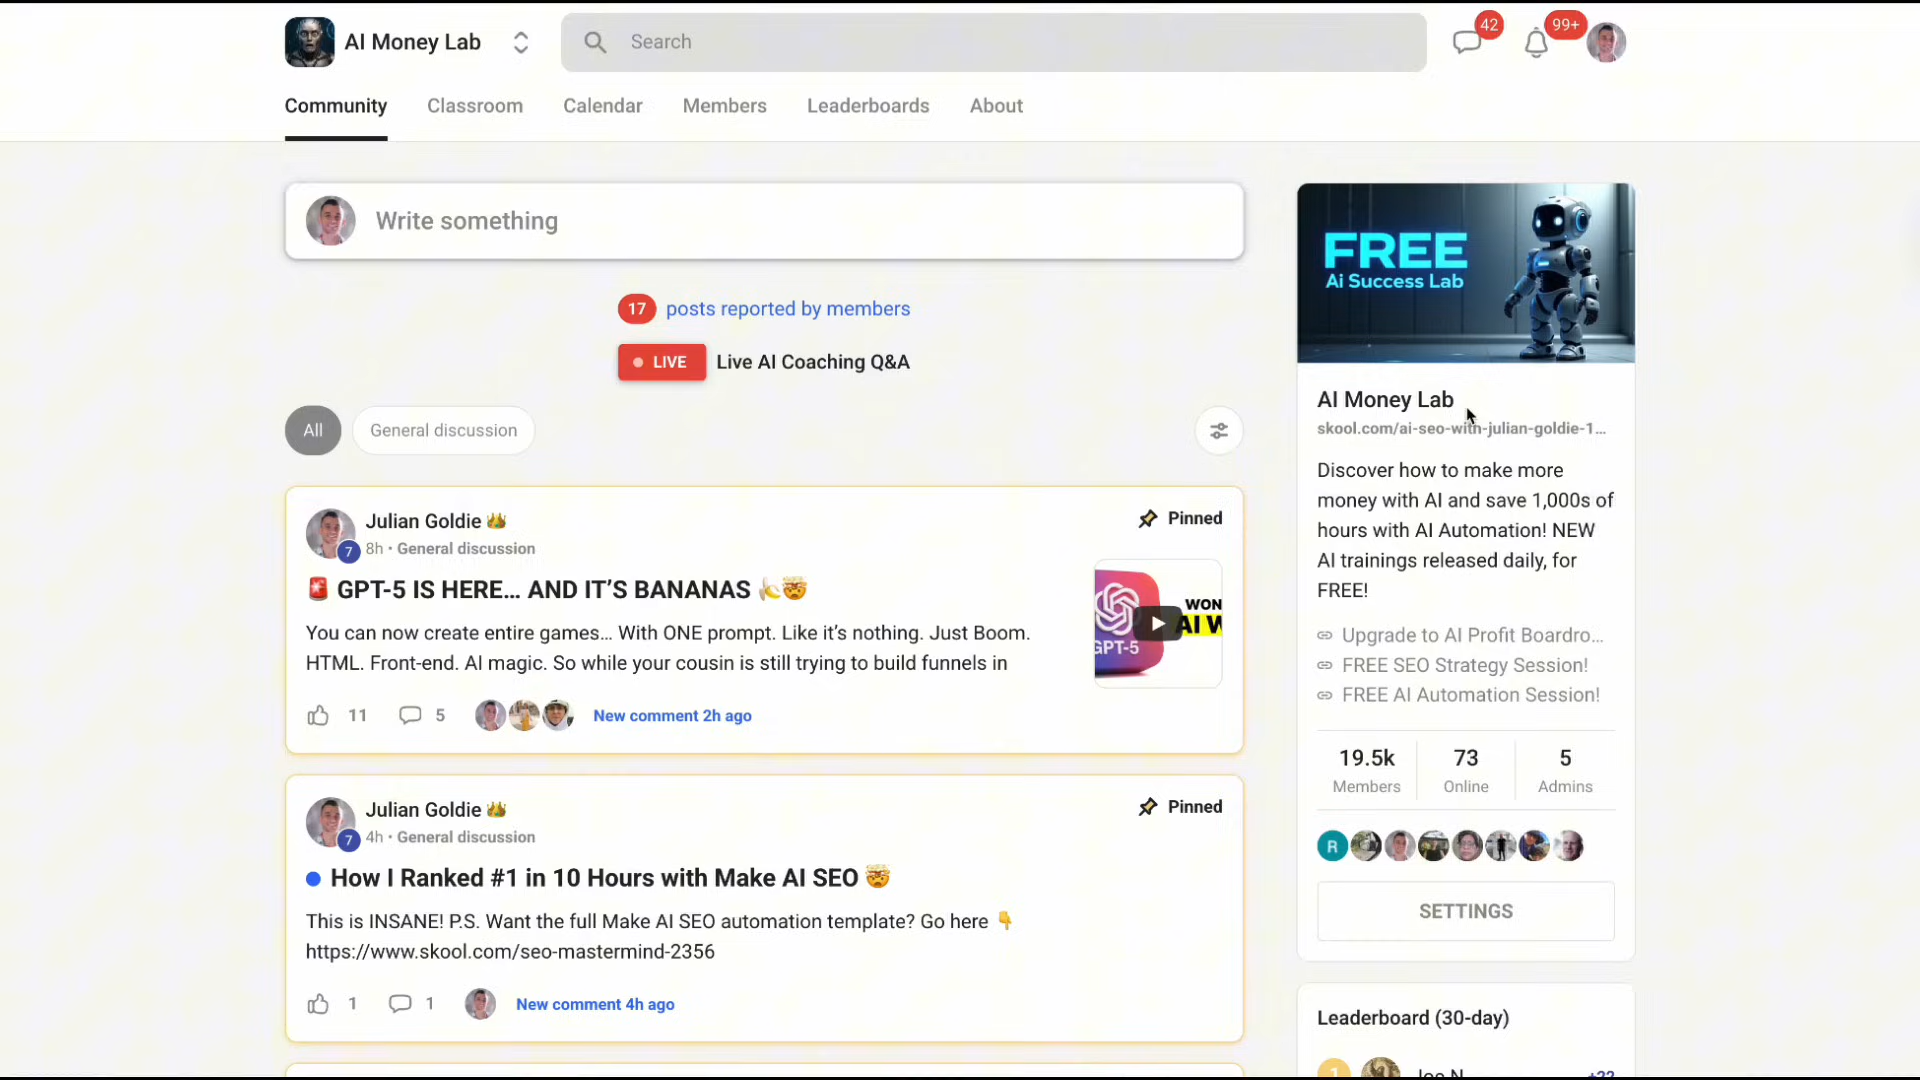 AI Money Lab
Search
42
99+
Community
Classroom
Calendar
Members
Leaderboards
About
Write something
17 posts reported by members
LIVE Live AI Coaching Q&A
All
General discussion
Julian Goldie 👑
Pinned
7
8h • General discussion
🚨 GPT-5 IS HERE… AND IT’S BANANAS 🍌🤯
You can now create entire games… With ONE prompt. Like it’s nothing. Just Boom.
HTML. Front-end. AI magic. So while your cousin is still trying to build funnels in
WON
AI W
GPT-5
11
5
New comment 2h ago
Julian Goldie 👑
Pinned
7
4h • General discussion
How I Ranked #1 in 10 Hours with Make AI SEO 🤯
This is INSANE! P.S. Want the full Make AI SEO automation template? Go here 👇
https://www.skool.com/seo-mastermind-2356
1
1
New comment 4h ago
FREE
Ai Success Lab
AI Money Lab
skool.com/ai-seo-with-julian-goldie-1...
Discover how to make more
money with AI and save 1,000s of
hours with AI Automation! NEW
AI trainings released daily, for
FREE!
Upgrade to AI Profit Boardro...
FREE SEO Strategy Session!
FREE AI Automation Session!
19.5k
Members
73
Online
5
Admins
R
SETTINGS
Leaderboard (30-day)